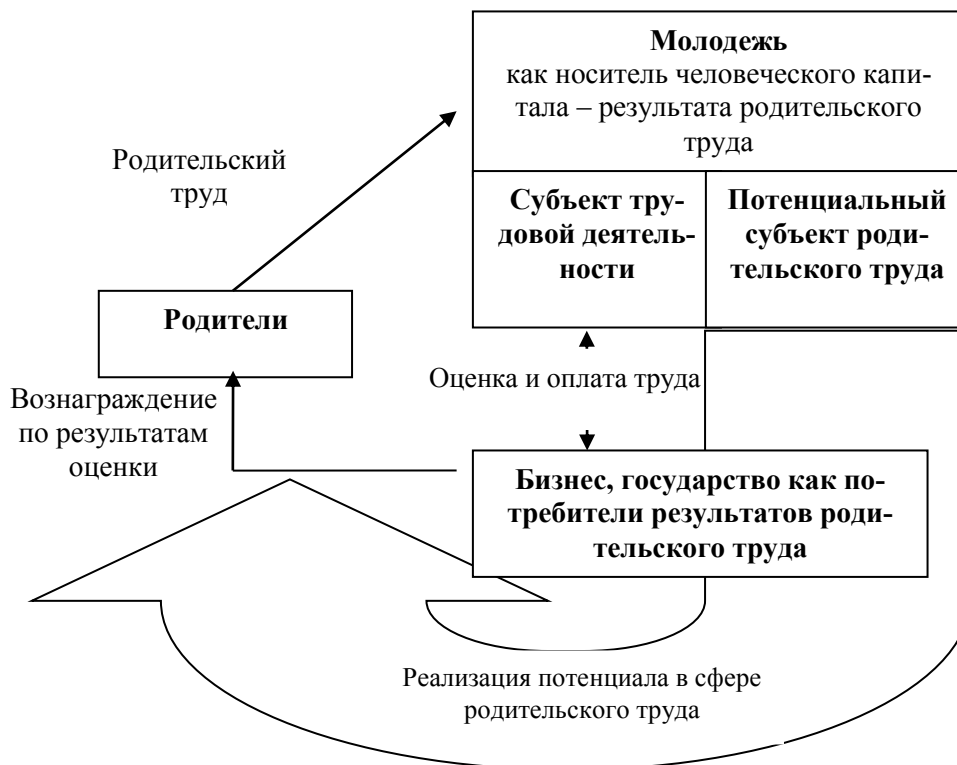 Молодежь
как носитель человеческого капи-
тала – результата родительского
труда
Родительский
труд
Субъект тру-
довой деятель-
ности
Потенциальный
субъект роди-
тельского труда
Родители
Оценка и оплата труда
Вознаграждение
по результатам
оценки
Бизнес, государство как по-
требители результатов роди-
тельского труда
Реализация потенциала в сфере
родительского труда